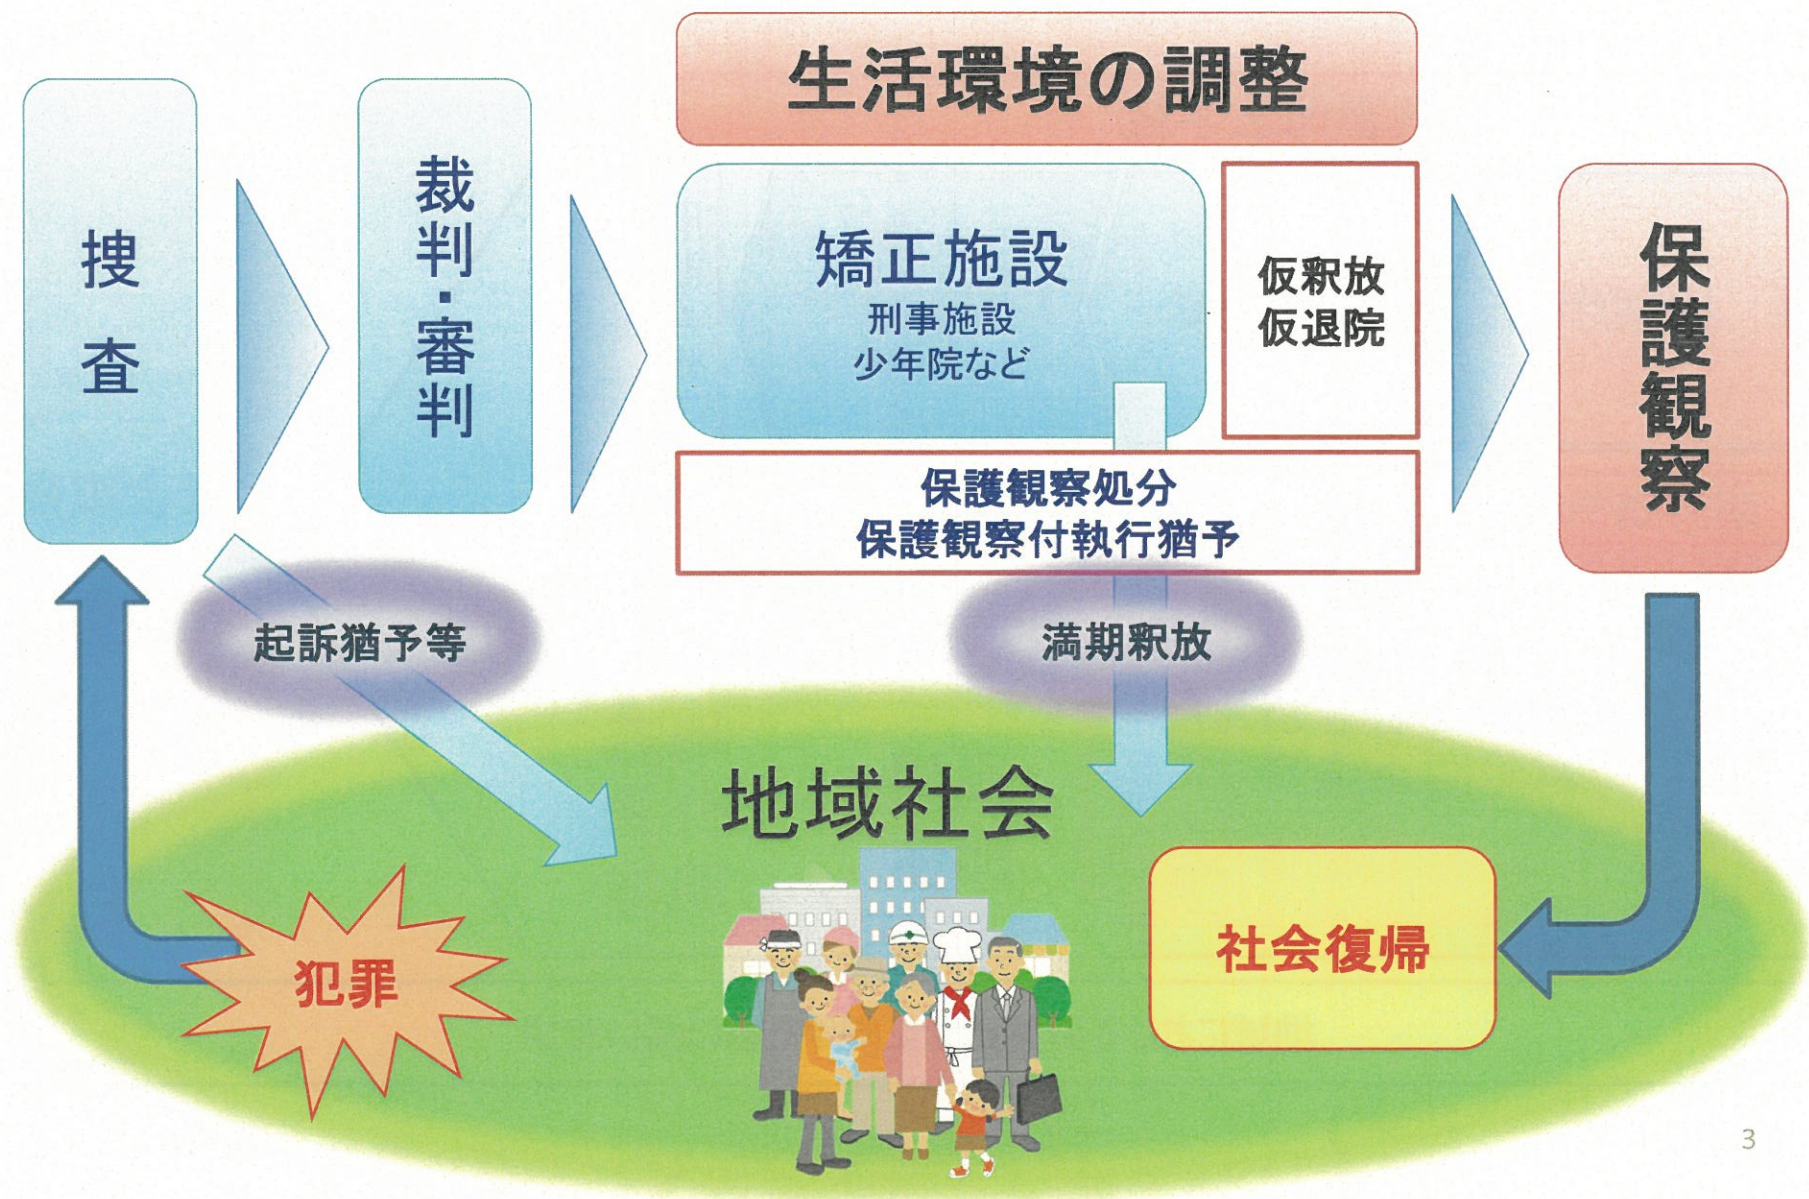 生活環境の調整
捜査
裁判・審判
矯正施設
刑事施設
少年院など
仮釈放
仮退院
保護観察
保護観察処分
保護観察付執行猶予
起訴猶予等
満期釈放
地域社会
犯罪
社会復帰
3